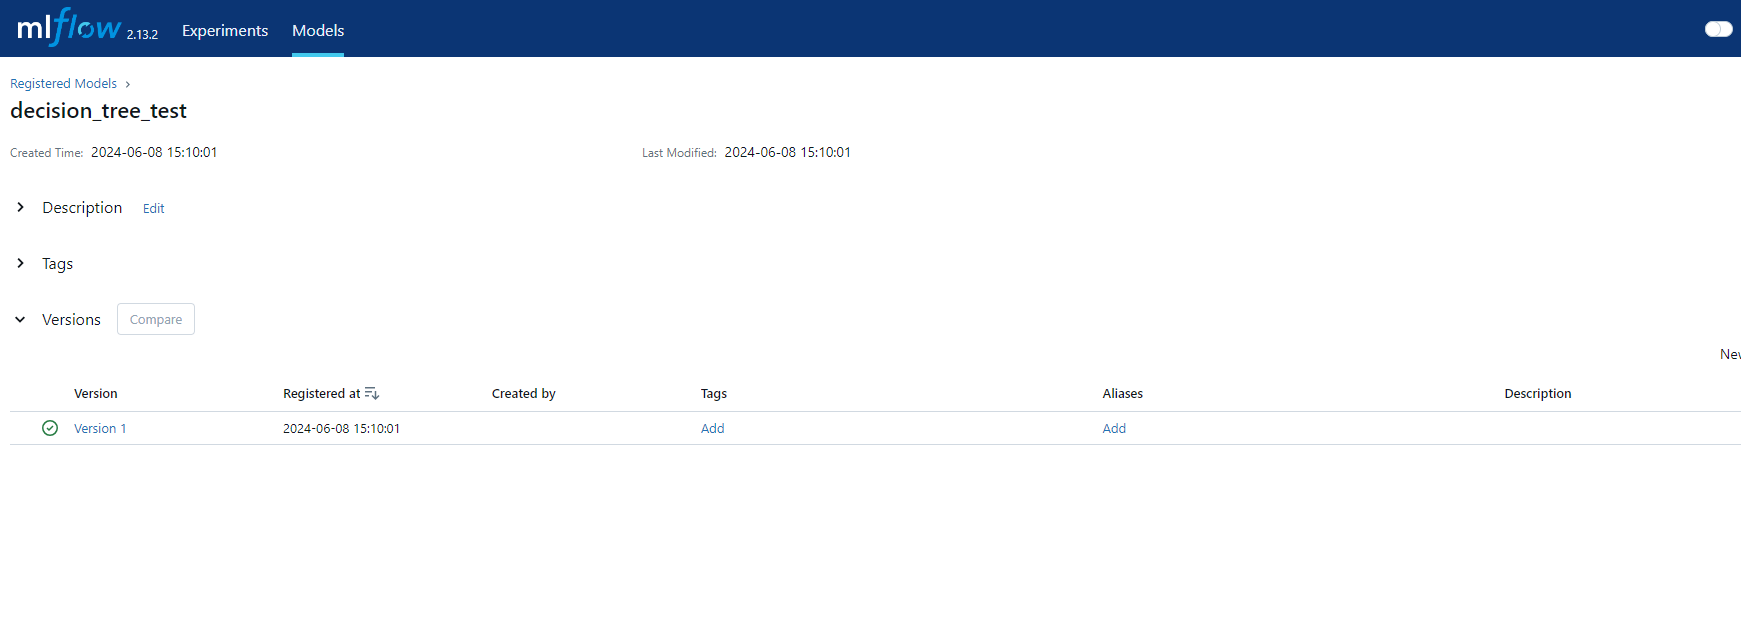 mlflow 2.13.2 Experiments Models
Registered Models ›
decision_tree_test
Created Time: 2024-06-08 15:10:01 Last Modified: 2024-06-08 15:10:01
Description Edit
Tags
Versions Compare
Version Registered at Created by Tags Aliases Description
Version 1 2024-06-08 15:10:01 Add Add